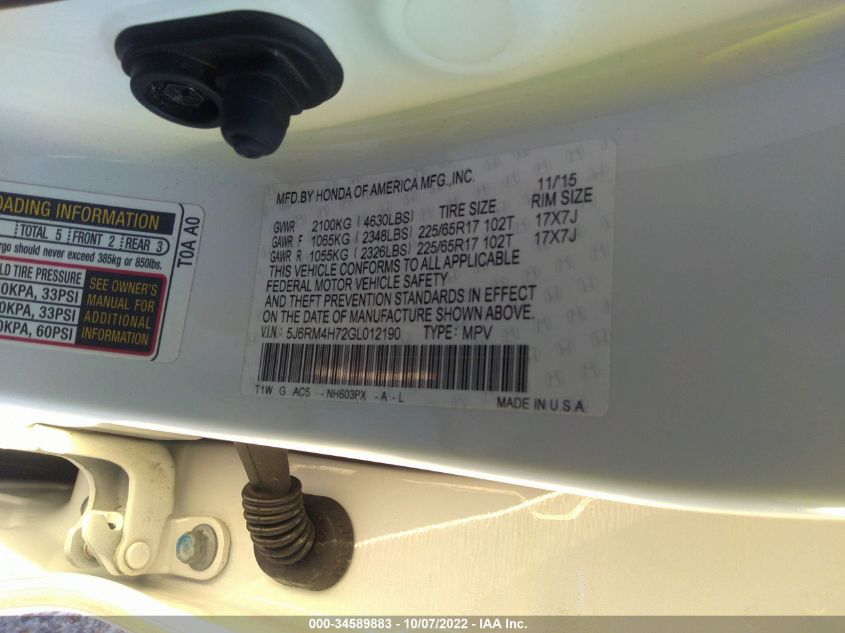 OADING INFORMATION
TOTAL 5 FRONT 2 REAR 3
rgo should never exceed 385kg or 850lbs.
LD TIRE PRESSURE
0KPA, 33PSI
0KPA, 33PSI
0KPA, 60PSI
SEE OWNER'S
MANUAL FOR
ADDITIONAL
INFORMATION
T0A A0
MFD.BY HONDA OF AMERICA MFG.,INC. 11/'15
GVWR 2100KG (4630LBS) TIRE SIZE RIM SIZE
GAWR F 1065KG (2348LBS) 225/65R17 102T 17X7J
GAWR R 1055KG (2326LBS) 225/65R17 102T 17X7J
THIS VEHICLE CONFORMS TO ALL APPLICABLE
FEDERAL MOTOR VEHICLE SAFETY
AND THEFT PREVENTION STANDARDS IN EFFECT
ON THE DATE OF MANUFACTURE SHOWN ABOVE.
V.I.N.: 5J6RM4H72GL012190 TYPE: MPV
T1W G AC5 -NH603PX -A-L
MADE IN U.S.A
000-34589883 - 10/07/2022 - IAA Inc.